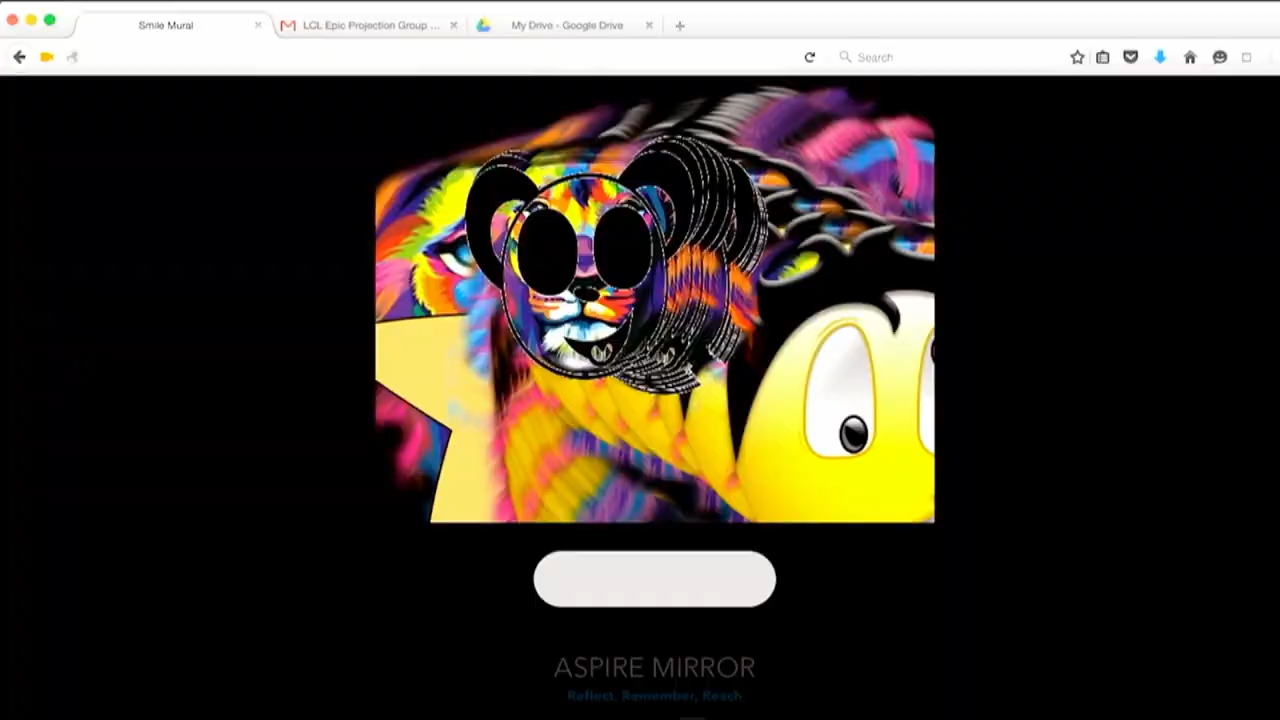 Smile Mural
LCL Epic Projection Group ...
My Drive - Google Drive
Search
ASPIRE MIRROR
Reflect, Remember, Reach